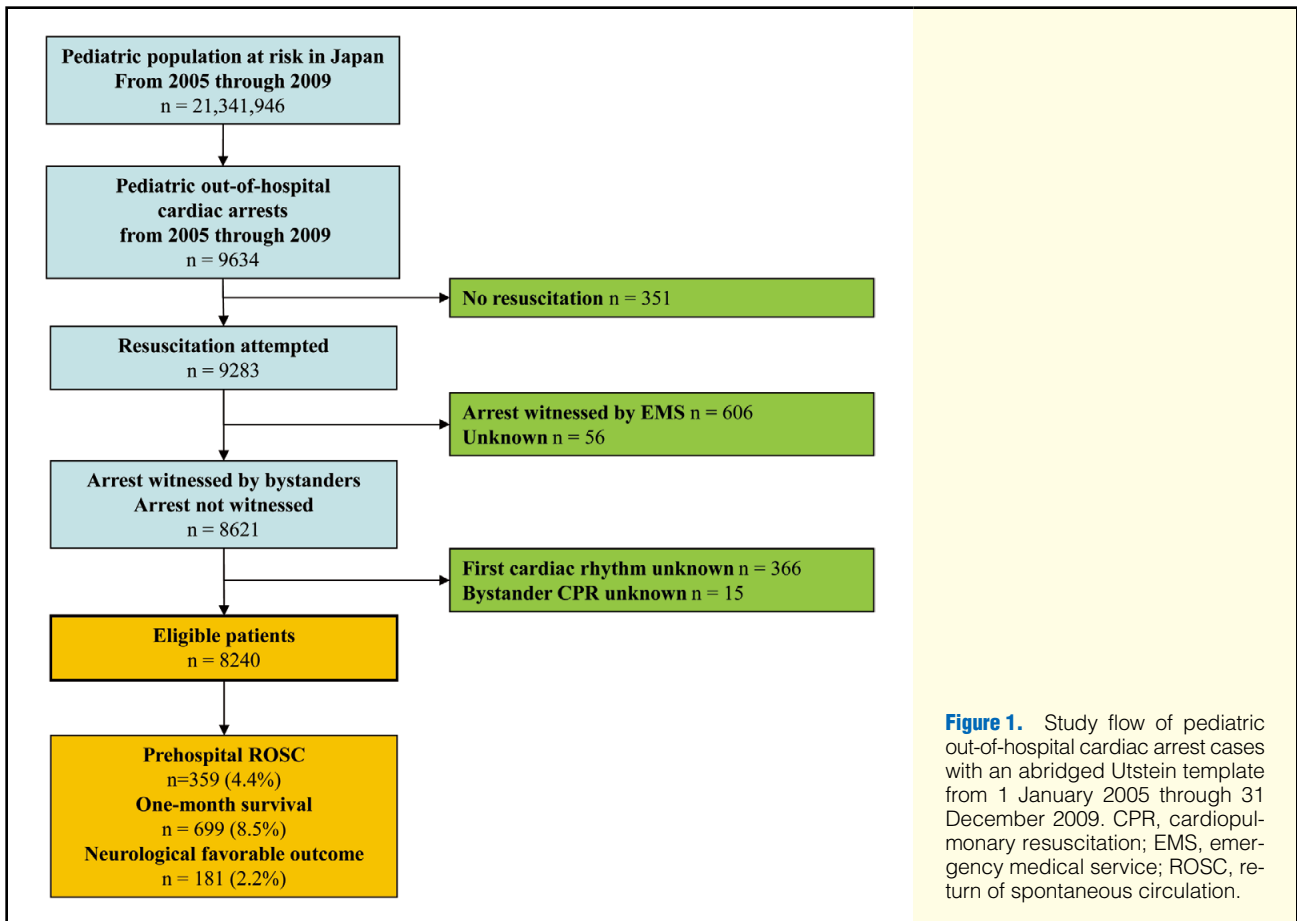 Pediatric population at risk in Japan
From 2005 through 2009
n = 21,341,946
Pediatric out-of-hospital
cardiac arrests
from 2005 through 2009
n = 9634
No resuscitation n = 351
Resuscitation attempted
n = 9283
Arrest witnessed by EMS n = 606
Unknown n = 56
Arrest witnessed by bystanders
Arrest not witnessed
n = 8621
First cardiac rhythm unknown n = 366
Bystander CPR unknown n = 15
Eligible patients
n = 8240
Prehospital ROSC
n=359 (4.4%)
One-month survival
n = 699 (8.5%)
Neurological favorable outcome
n = 181 (2.2%)
Figure 1. Study flow of pediatric
out-of-hospital cardiac arrest cases
with an abridged Utstein template
from 1 January 2005 through 31
December 2009. CPR, cardiopul-
monary resuscitation; EMS, emer-
gency medical service; ROSC, re-
turn of spontaneous circulation.